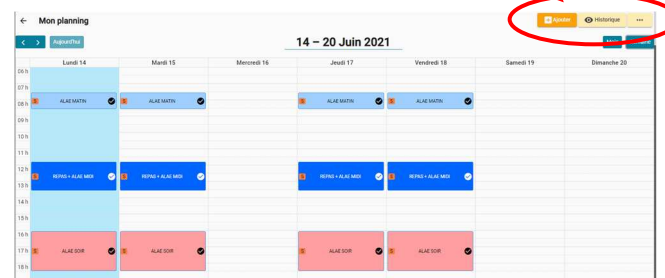 ← Mon planning
Ajouter Historique ...
< > Aujourd'hui
14 – 20 Juin 2021
Lundi 14 Mardi 15 Mercredi 16 Jeudi 17 Vendredi 18 Samedi 19 Dimanche 20
06 h
07 h
08 h
S ALAE MATIN S ALAE MATIN S ALAE MATIN S ALAE MATIN
09 h
10 h
11 h
12 h
S REPAS + ALAE MIDI S REPAS + ALAE MIDI S REPAS + ALAE MIDI S REPAS + ALAE MIDI
13 h
14 h
15 h
16 h
17 h
S ALAE SOIR S ALAE SOIR S ALAE SOIR S ALAE SOIR
18 h